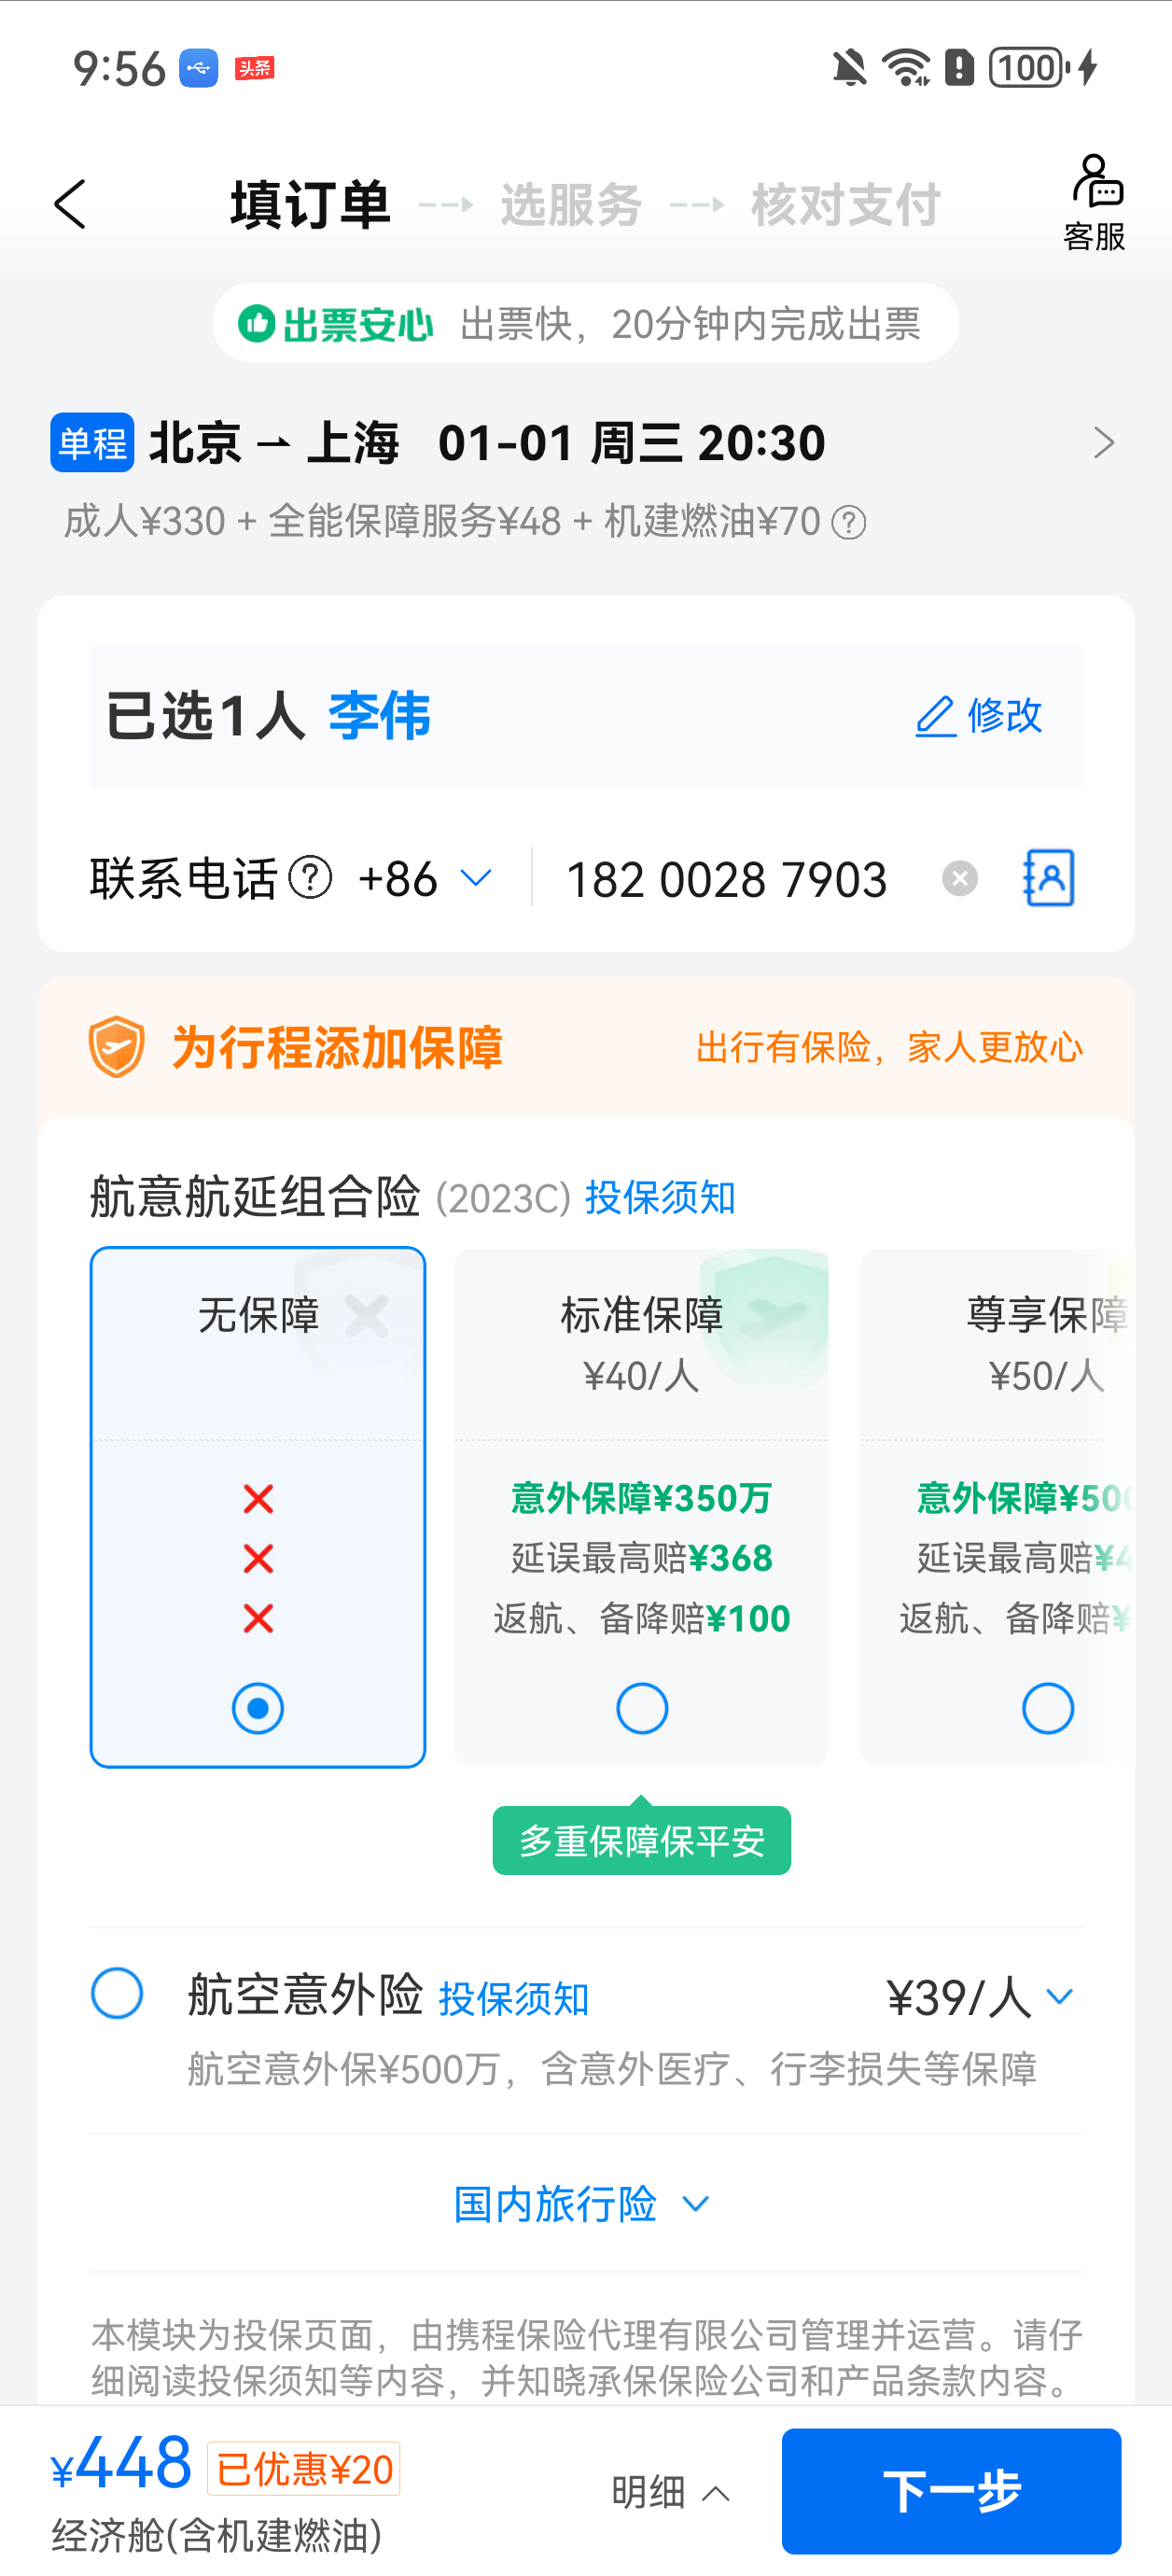 9:56 头条 100
填订单 选服务 核对支付
客服
出票安心 出票快，20分钟内完成出票
单程 北京 上海 01-01 周三 20:30
成人¥330 + 全能保障服务¥48 + 机建燃油¥70
已选1人 李伟 修改
联系电话 +86 182 0028 7903
为行程添加保障 出行有保险，家人更放心
航意航延组合险 (2023C) 投保须知
无保障 标准保障 尊享保障
¥40/人 ¥50/人
意外保障¥350万 意外保障¥500
延误最高赔¥368 延误最高赔¥4
返航、备降赔¥100 返航、备降赔¥
多重保障保平安
航空意外险 投保须知 ¥39/人
航空意外保¥500万，含意外医疗、行李损失等保障
国内旅行险
本模块为投保页面，由携程保险代理有限公司管理并运营。请仔
细阅读投保须知等内容，并知晓承保保险公司和产品条款内容。
¥448 已优惠¥20 明细 下一步
经济舱(含机建燃油)